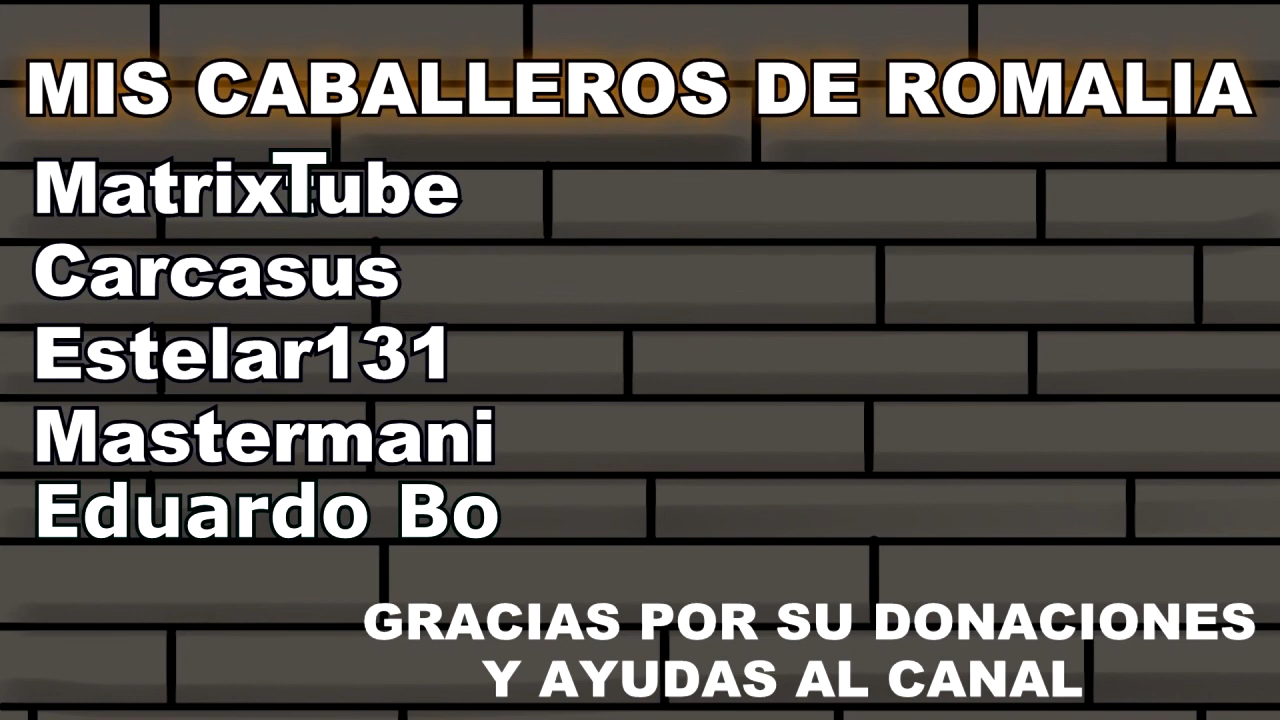 MIS CABALLEROS DE ROMALIA
MatrixTube
Carcasus
Estelar131
Mastermani
Eduardo Bo
GRACIAS POR SU DONACIONES
Y AYUDAS AL CANAL